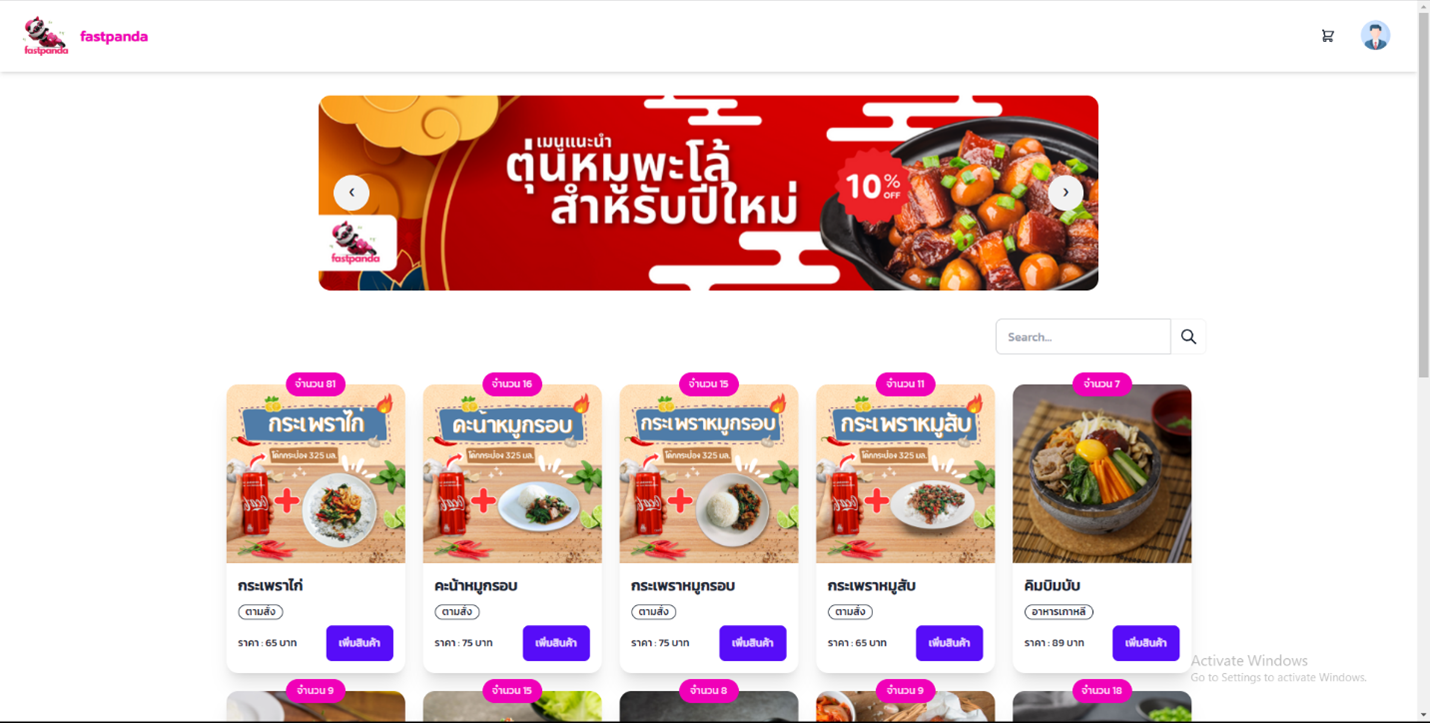 fastpanda
fastpanda
เมนูแนะนำ
ตุ่นหมูพะโล้
สำหรับปีใหม่
10%
OFF
fastpanda
Search...
จำนวน 81
จำนวน 16
จำนวน 15
จำนวน 11
จำนวน 7
กระเพราไก่
โค้กกระป๋อง 325 มล.
คะน้าหมูกรอบ
โค้กกระป๋อง 325 มล.
กระเพราหมูกรอบ
โค้กกระป๋อง 325 มล.
กระเพราหมูสับ
โค้กกระป๋อง 325 มล.
กระเพราไก่
ตามสั่ง
ราคา : 65 บาท
เพิ่มสินค้า
คะน้าหมูกรอบ
ตามสั่ง
ราคา : 75 บาท
เพิ่มสินค้า
กระเพราหมูกรอบ
ตามสั่ง
ราคา : 75 บาท
เพิ่มสินค้า
กระเพราหมูสับ
ตามสั่ง
ราคา : 65 บาท
เพิ่มสินค้า
คิมบิมบับ
อาหารเกาหลี
ราคา : 89 บาท
เพิ่มสินค้า
Activate Windows
Go to Settings to activate Windows.
จำนวน 9
จำนวน 15
จำนวน 8
จำนวน 9
จำนวน 18